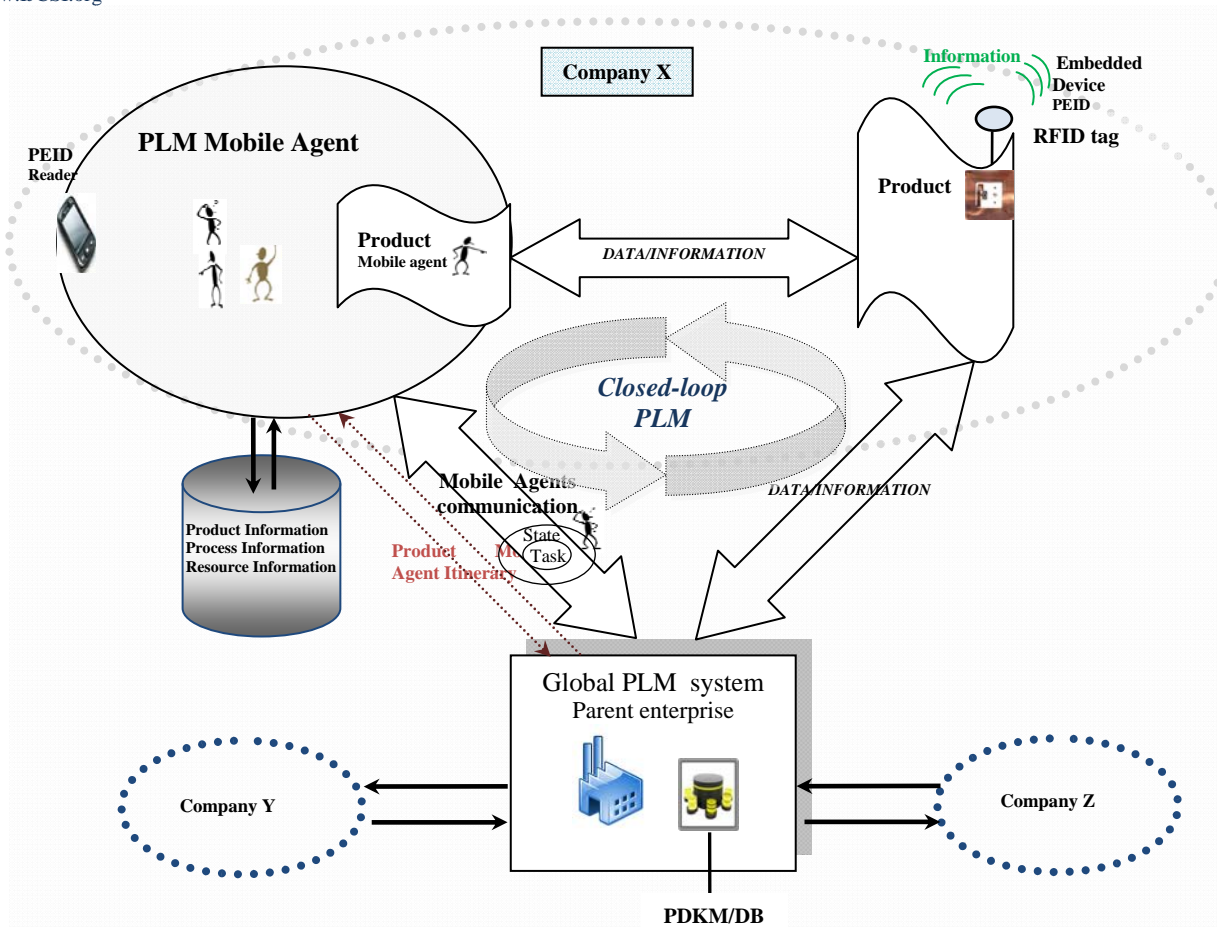 Company X
Information
Embedded
Device
PEID
RFID tag
PLM Mobile Agent
PEID
Reader
Product
Product
Mobile agent
DATA/INFORMATION
Closed-loop
PLM
Mobile Agents
communication
DATA/INFORMATION
State
Task
Product
Agent Itinerary
Product Information
Process Information
Resource Information
Global PLM system
Parent enterprise
Company Y
Company Z
PDKM/DB